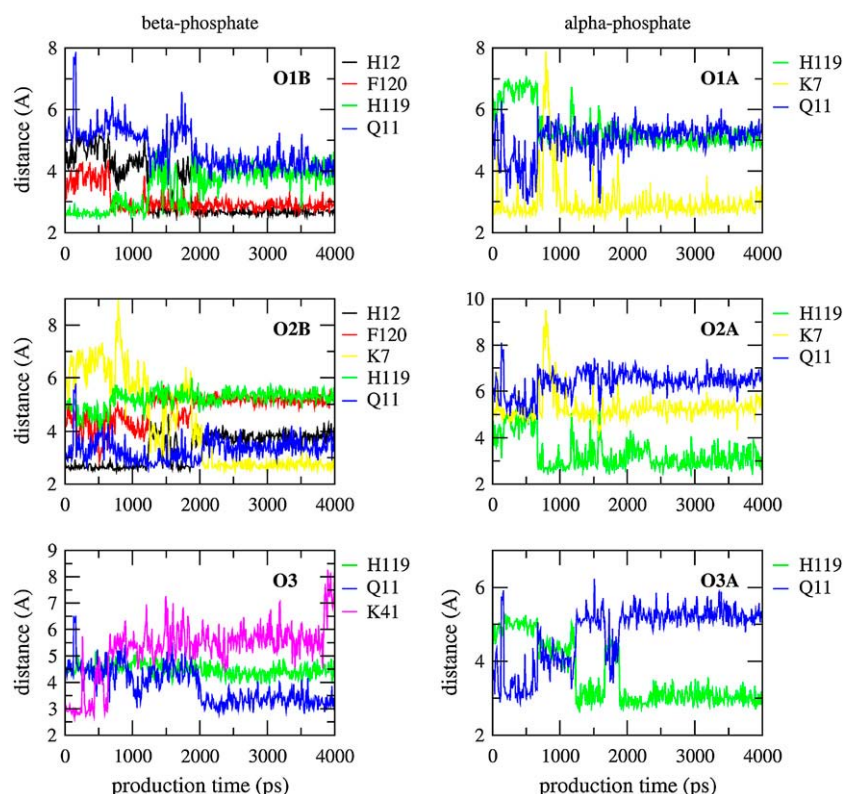 beta-phosphate
alpha-phosphate
distance (A)
8
6
4
2
0 1000 2000 3000 4000
O1B
H12
F120
H119
Q11
8
6
4
2
0 1000 2000 3000 4000
O1A
H119
K7
Q11
distance (A)
8
6
4
2
0 1000 2000 3000 4000
O2B
H12
F120
K7
H119
Q11
10
8
6
4
2
0 1000 2000 3000 4000
O2A
H119
K7
Q11
distance (A)
9
8
7
6
5
4
3
2
0 1000 2000 3000 4000
production time (ps)
O3
H119
Q11
K41
distance (A)
6
4
2
0 1000 2000 3000 4000
production time (ps)
O3A
H119
Q11